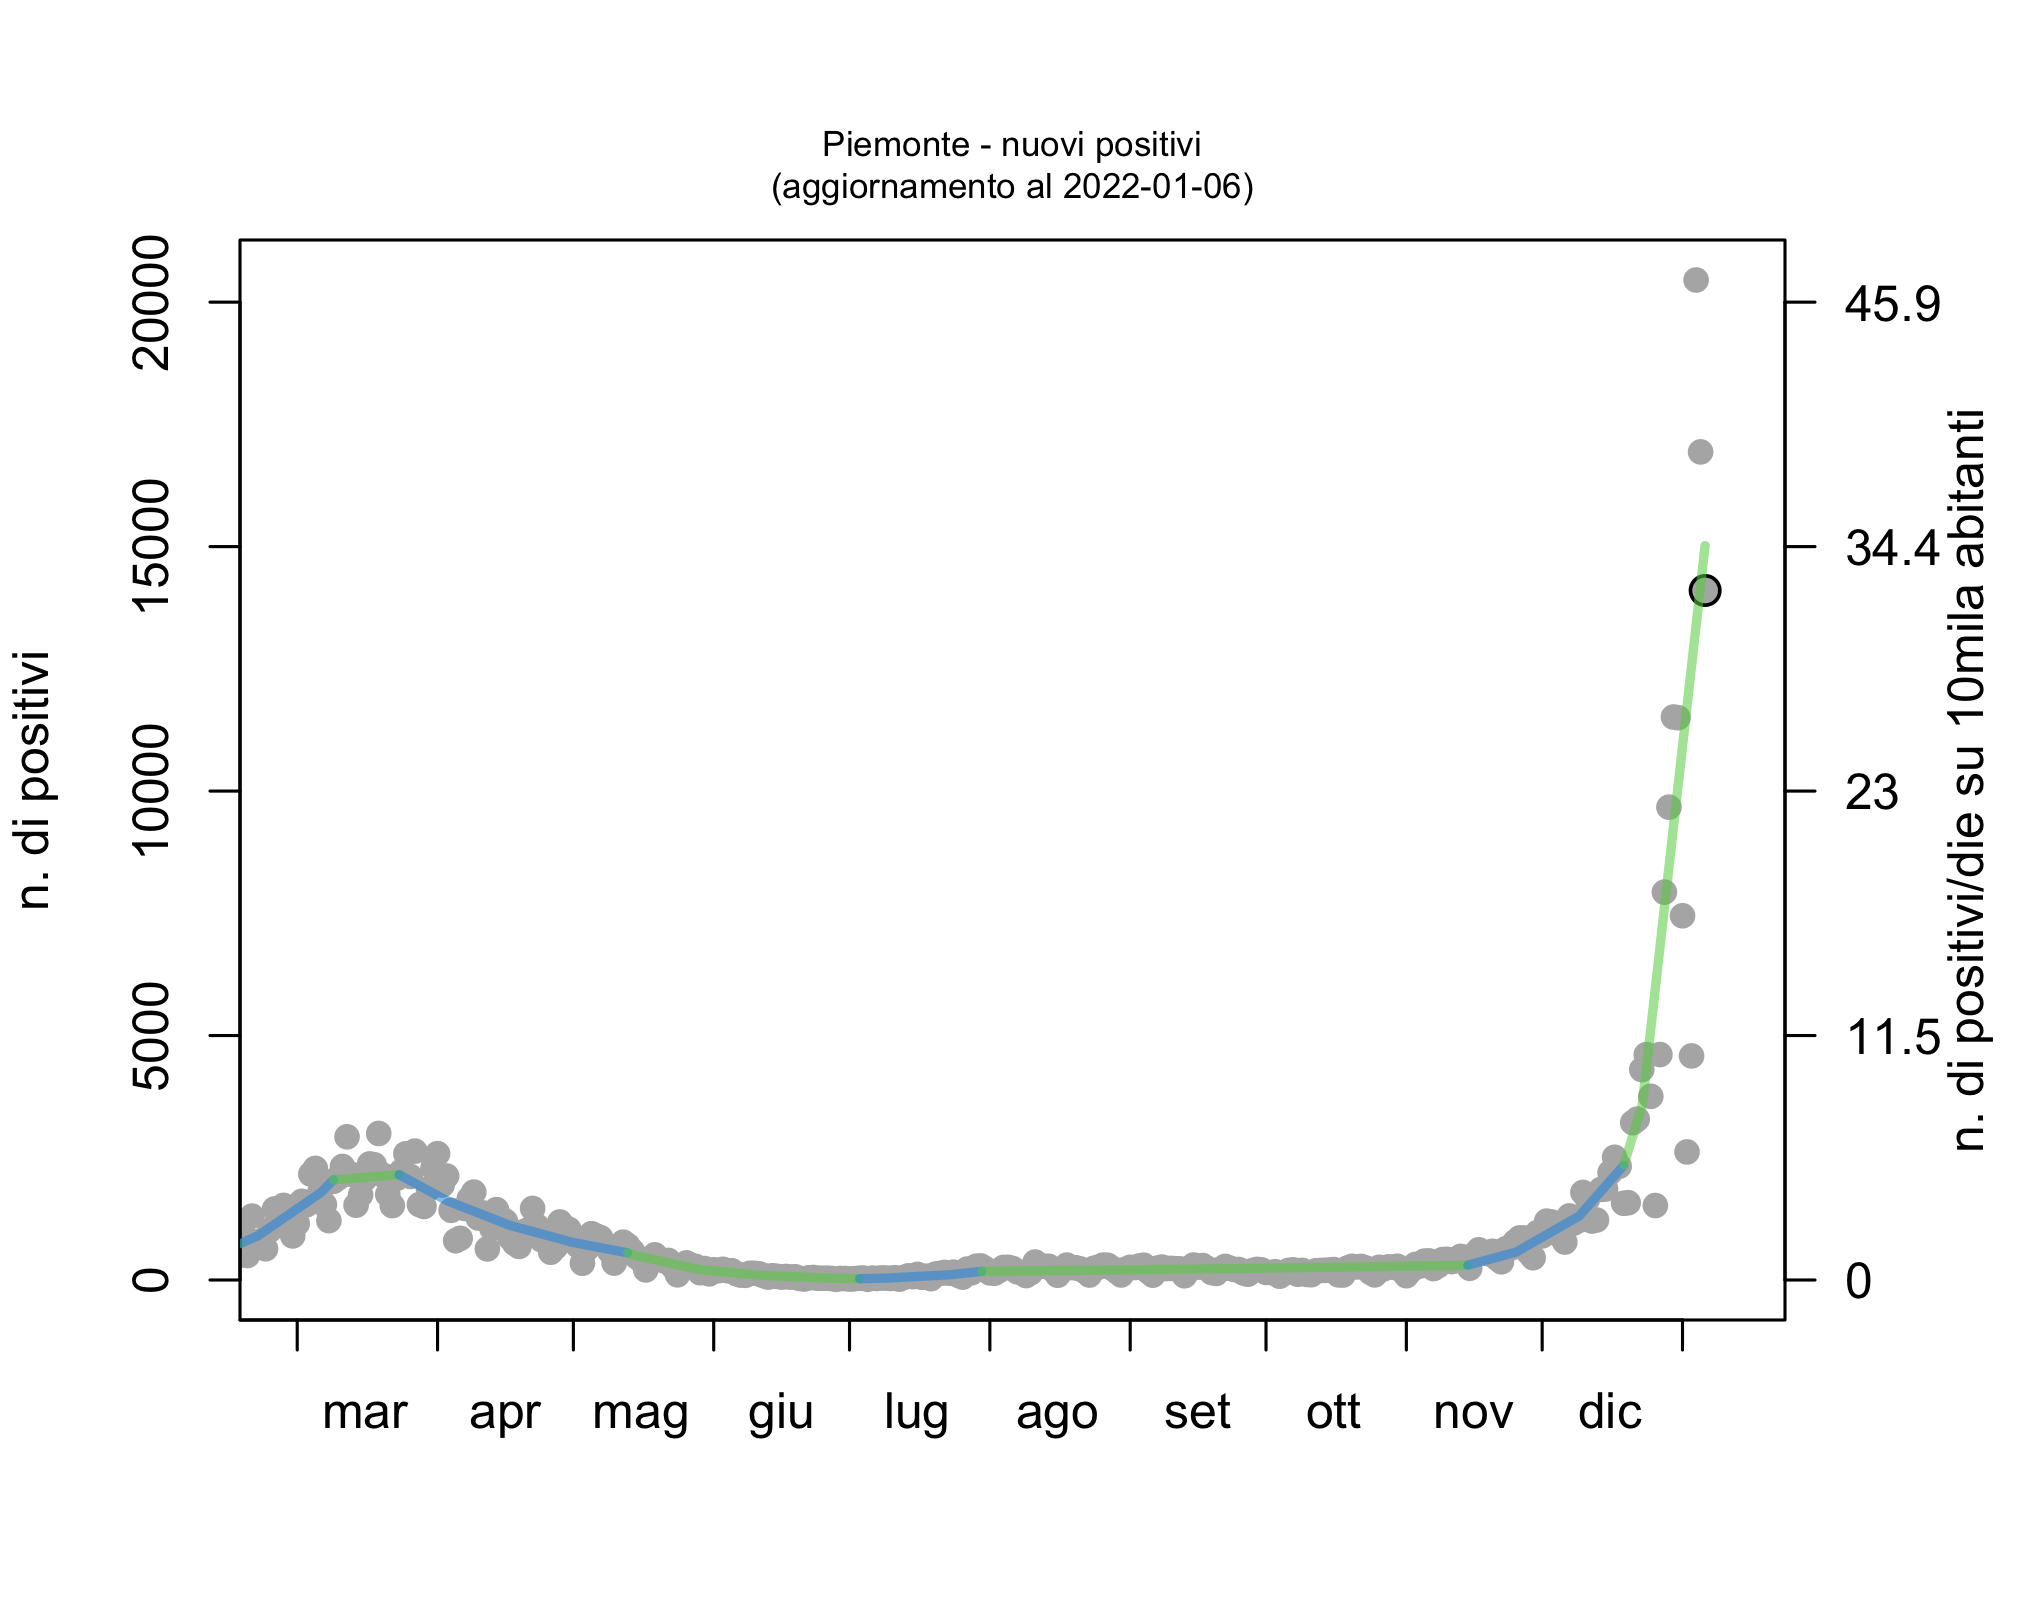 Piemonte - nuovi positivi
(aggiornamento al 2022-01-06)
n. di positivi
20000
15000
10000
5000
0
45.9
34.4
23
11.5
0
n. di positivi/die su 10mila abitanti
mar apr mag giu lug ago set ott nov dic